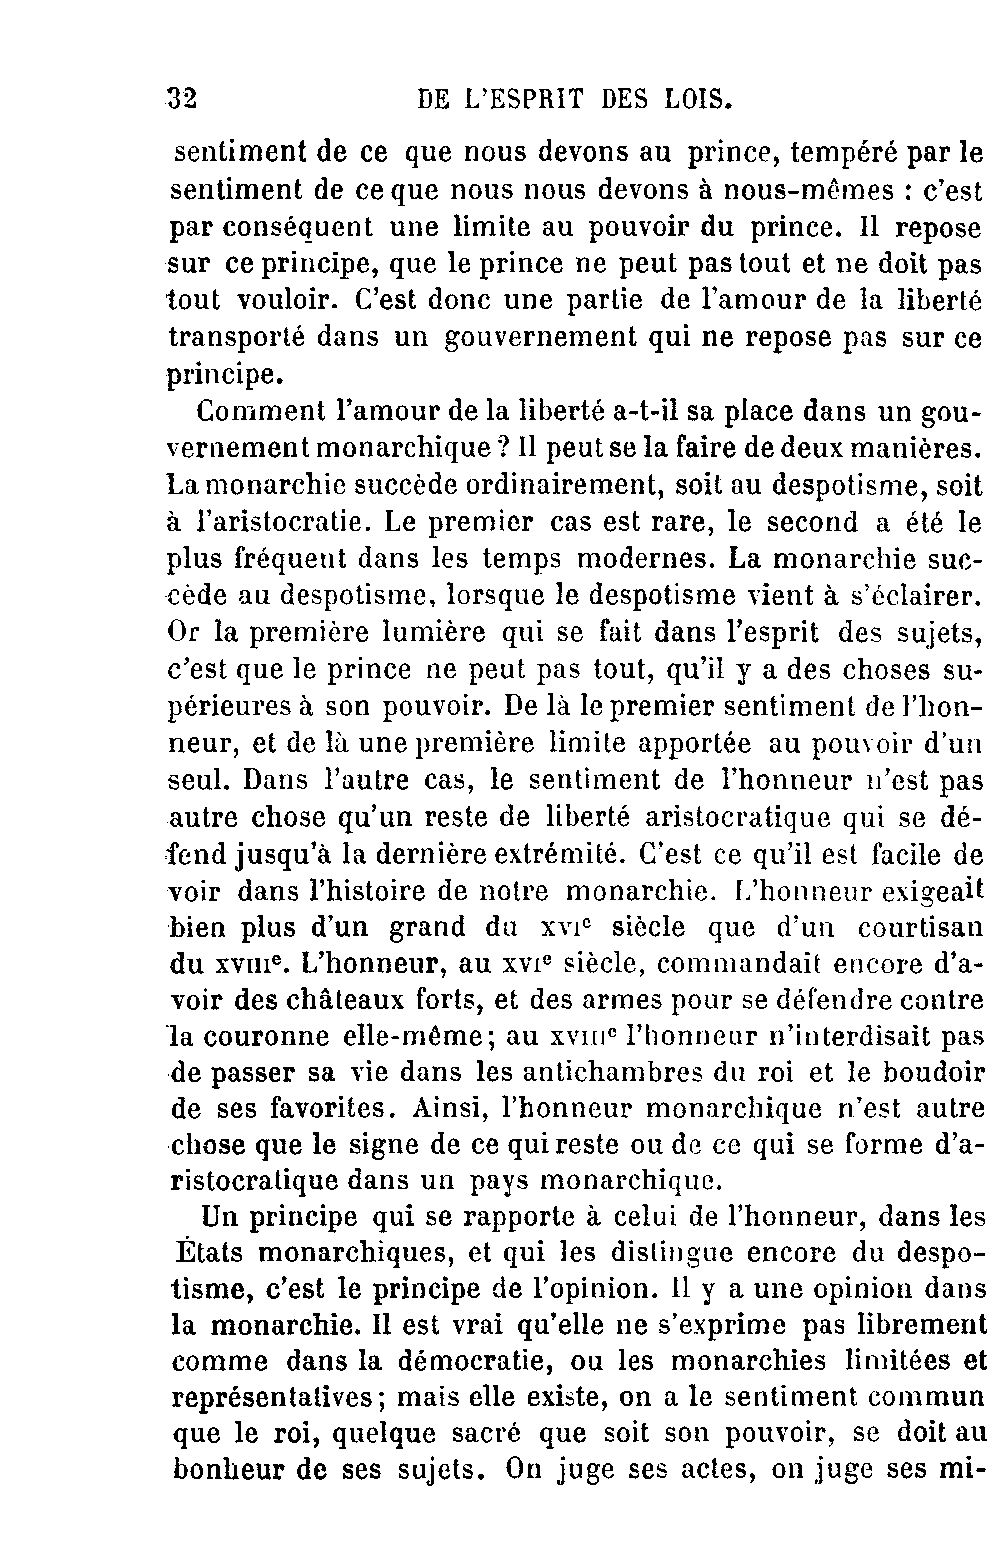 32 DE L'ESPRIT DES LOIS.
sentiment de ce que nous devons au prince, tempéré par le
sentiment de ce que nous nous devons à nous-mêmes : c'est
par conséquent une limite au pouvoir du prince. Il repose
sur ce principe, que le prince ne peut pas tout et ne doit pas
tout vouloir. C'est donc une partie de l'amour de la liberté
transporté dans un gouvernement qui ne repose pas sur ce
principe.
Comment l'amour de la liberté a-t-il sa place dans un gou-
vernement monarchique ? Il peut se la faire de deux manières.
La monarchie succède ordinairement, soit au despotisme, soit
à l'aristocratie. Le premier cas est rare, le second a été le
plus fréquent dans les temps modernes. La monarchie suc-
cède au despotisme, lorsque le despotisme vient à s'éclairer.
Or la première lumière qui se fait dans l'esprit des sujets,
c'est que le prince ne peut pas tout, qu'il y a des choses su-
périeures à son pouvoir. De là le premier sentiment de l'hon-
neur, et de là une première limite apportée au pouvoir d'un
seul. Dans l'autre cas, le sentiment de l'honneur n'est pas
autre chose qu'un reste de liberté aristocratique qui se dé-
fend jusqu'à la dernière extrémité. C'est ce qu'il est facile de
voir dans l'histoire de notre monarchie. L'honneur exigeait
bien plus d'un grand du XVIe siècle que d'un courtisan
du XVIIIe. L'honneur, au XVIe siècle, commandait encore d'a-
voir des châteaux forts, et des armes pour se défendre contre
la couronne elle-même; au XVIIIe l'honneur n'interdisait pas
de passer sa vie dans les antichambres du roi et le boudoir
de ses favorites. Ainsi, l'honneur monarchique n'est autre
chose que le signe de ce qui reste ou de ce qui se forme d'a-
ristocratique dans un pays monarchique.
Un principe qui se rapporte à celui de l'honneur, dans les
États monarchiques, et qui les distingue encore du despo-
tisme, c'est le principe de l'opinion. Il y a une opinion dans
la monarchie. Il est vrai qu'elle ne s'exprime pas librement
comme dans la démocratie, ou les monarchies limitées et
représentatives; mais elle existe, on a le sentiment commun
que le roi, quelque sacré que soit son pouvoir, se doit au
bonheur de ses sujets. On juge ses actes, on juge ses mi-